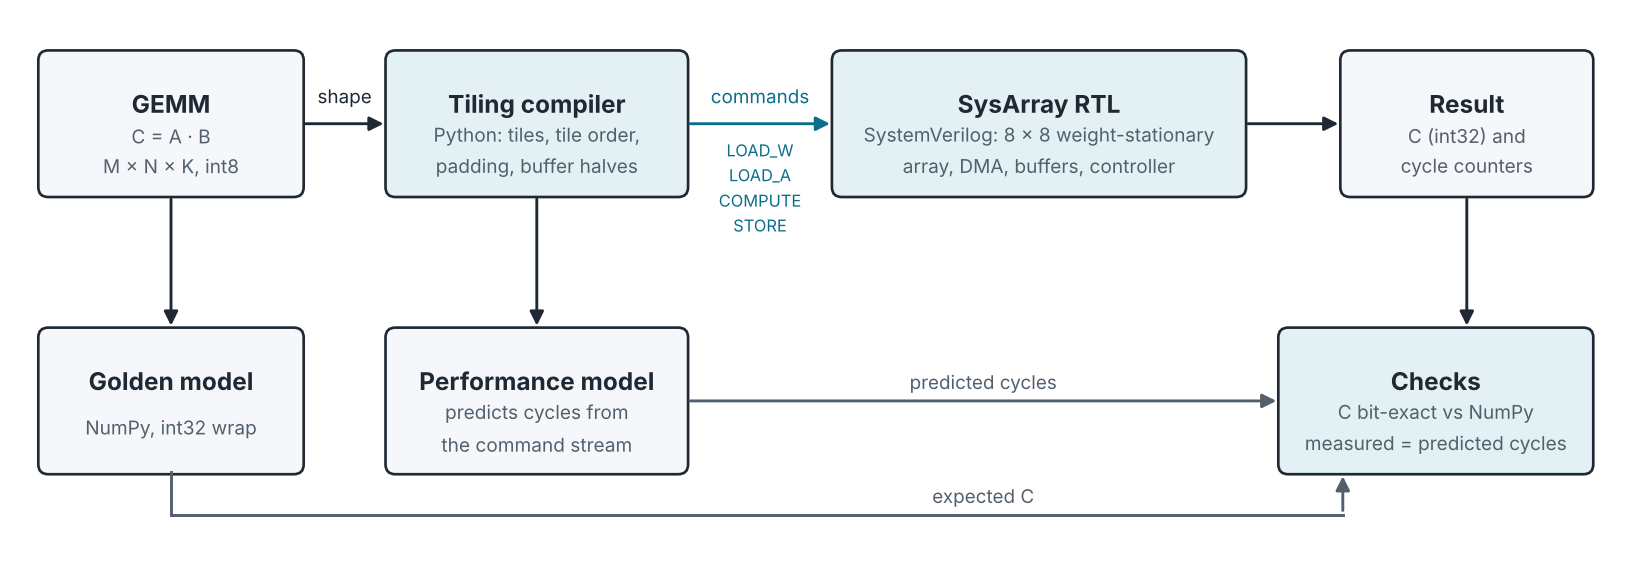 GEMM
C = A · B
M × N × K, int8
shape
Tiling compiler
Python: tiles, tile order,
padding, buffer halves
commands
LOAD_W
LOAD_A
COMPUTE
STORE
SysArray RTL
SystemVerilog: 8 × 8 weight-stationary
array, DMA, buffers, controller
Result
C (int32) and
cycle counters
Golden model
NumPy, int32 wrap
Performance model
predicts cycles from
the command stream
predicted cycles
Checks
C bit-exact vs NumPy
measured = predicted cycles
expected C